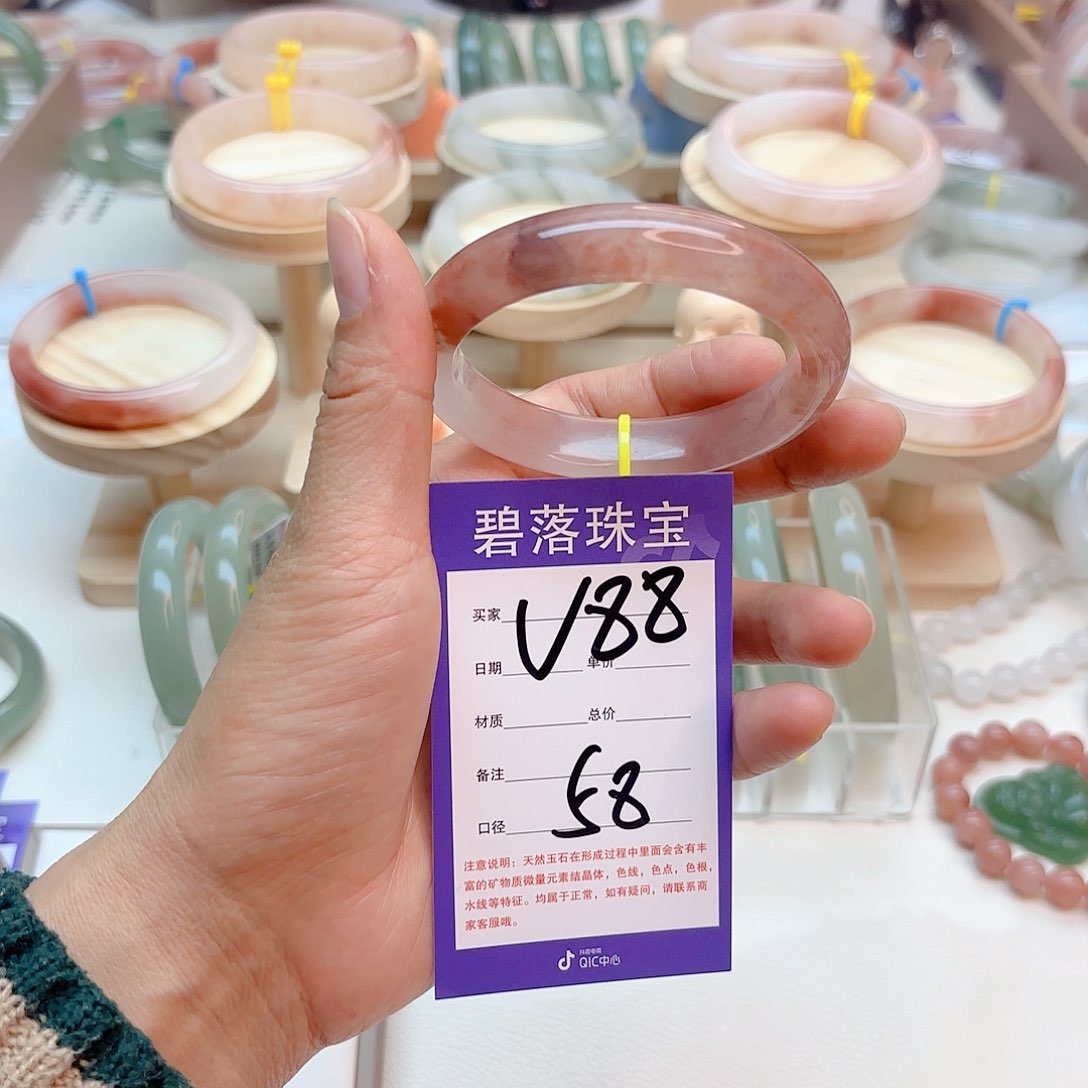 碧落珠宝
买家 V88
日期 单价
材质 总价
备注
口径 58
注意说明：天然玉石在形成过程中里面会含有丰
富的矿物质微量元素结晶体，色线，色点，色根，
水线等特征。均属于正常，如有疑问，请联系商
家客服哦。
抖音电商
QIC中心